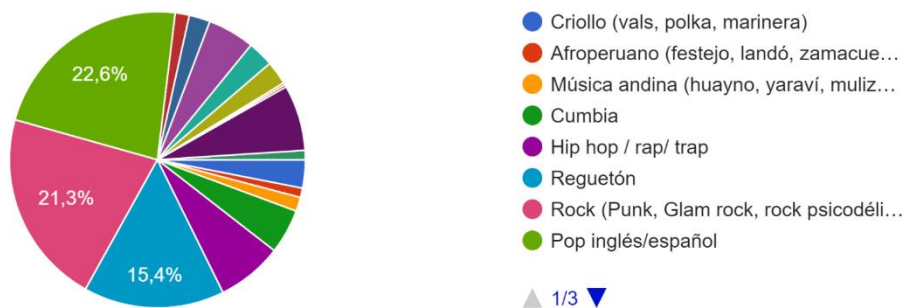 22,6%
21,3%
15,4%
Criollo (vals, polka, marinera)
Afroperuano (festejo, landó, zamacue…
Música andina (huayno, yaraví, muliz…
Cumbia
Hip hop / rap/ trap
Reguetón
Rock (Punk, Glam rock, rock psicodéli…
Pop inglés/español
1/3